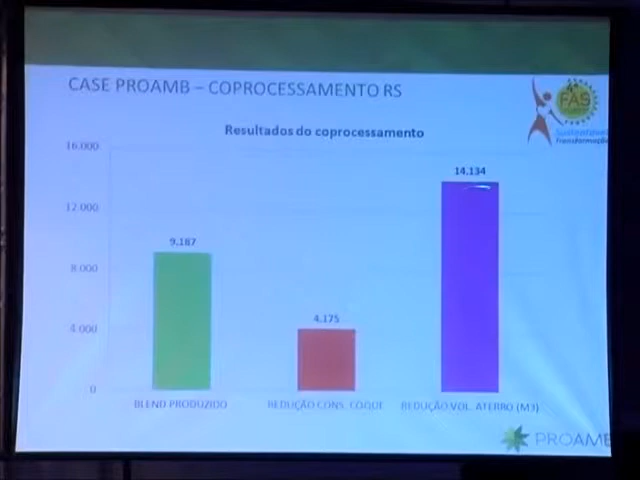 CASE PROAMB – COPROCESSAMENTO RS
FAS
Resultados do coprocessamento
16.000
12.000
8.000
4.000
0
9.187
4.175
14.134
BLEND PRODUZIDO
REDUÇÃO CONS. COQUE
REDUÇÃO VOL. ATERRO (M3)
PROAMB